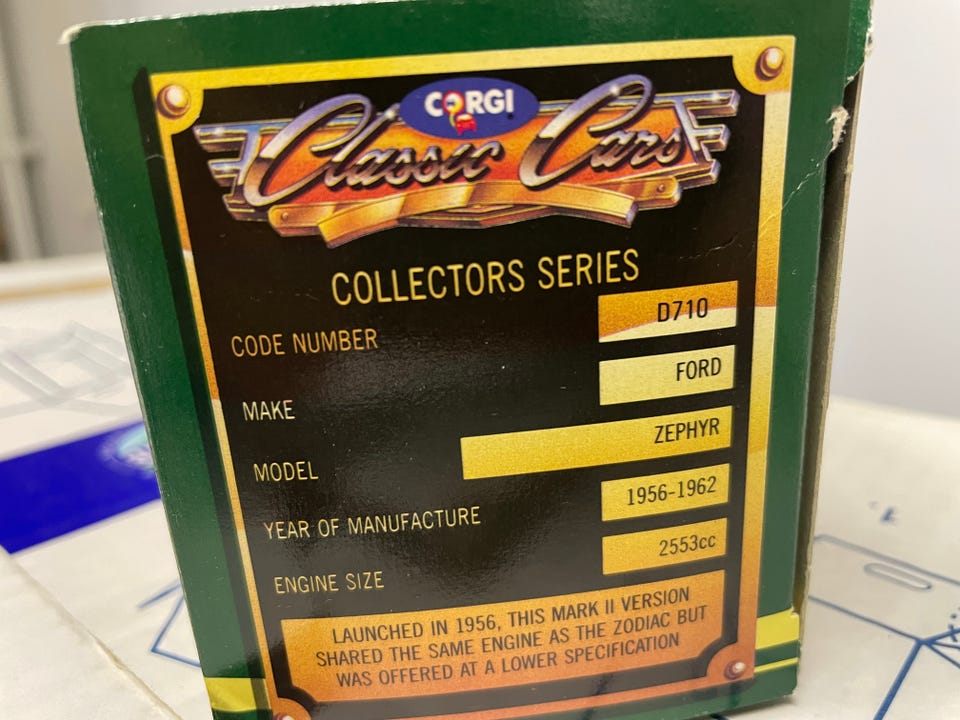 CORGI
Classic Cars
COLLECTORS SERIES
CODE NUMBER D710
MAKE FORD
MODEL ZEPHYR
YEAR OF MANUFACTURE 1956-1962
ENGINE SIZE 2553cc
LAUNCHED IN 1956, THIS MARK II VERSION
SHARED THE SAME ENGINE AS THE ZODIAC BUT
WAS OFFERED AT A LOWER SPECIFICATION